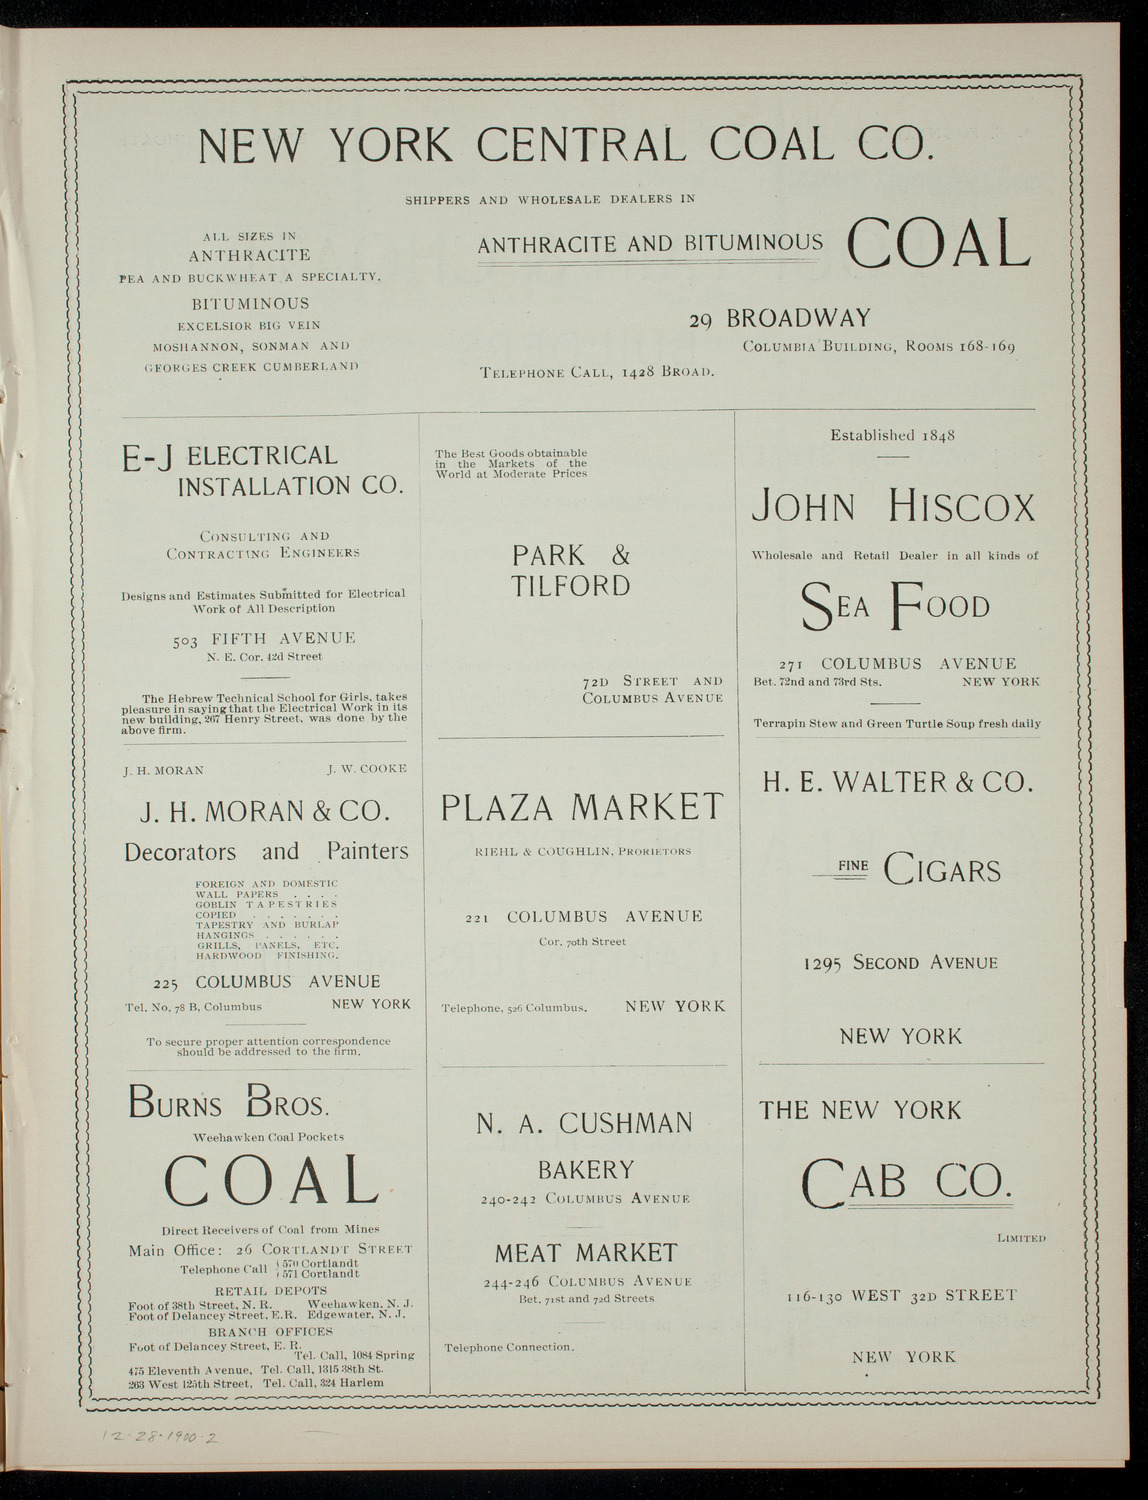 NEW YORK CENTRAL COAL CO.
SHIPPERS AND WHOLESALE DEALERS IN
ALL SIZES IN
ANTHRACITE
PEA AND BUCKWHEAT A SPECIALTY.
BITUMINOUS
EXCELSIOR BIG VEIN
MOSHANNON, SONMAN AND
GEORGES CREEK CUMBERLAND
ANTHRACITE AND BITUMINOUS COAL
29 BROADWAY
COLUMBIA BUILDING, ROOMS 168-169
TELEPHONE CALL, 1428 BROAD.
E-J ELECTRICAL
INSTALLATION CO.
CONSULTING AND
CONTRACTING ENGINEERS
Designs and Estimates Submitted for Electrical
Work of All Description
503 FIFTH AVENUE
N. E. Cor. 42d Street
The Hebrew Technical School for Girls, takes
pleasure in saying that the Electrical Work in its
new building, 267 Henry Street, was done by the
above firm.
J. H. MORAN J. W. COOKE
J. H. MORAN & CO.
Decorators and Painters
FOREIGN AND DOMESTIC
WALL PAPERS . . . .
GOBLIN TAPESTRIES
COPIED . . . . . . .
TAPESTRY AND BURLAP
HANGINGS . . . . . .
GRILLS, PANELS, ETC.
HARDWOOD FINISHING.
225 COLUMBUS AVENUE
Tel. No. 78 B, Columbus NEW YORK
To secure proper attention correspondence
should be addressed to the firm.
BURNS BROS.
Weehawken Coal Pockets
COAL
Direct Receivers of Coal from Mines
Main Office: 26 CORTLANDT STREET
Telephone Call { 570 Cortlandt
{ 571 Cortlandt
RETAIL DEPOTS
Foot of 38th Street, N. R. Weehawken, N. J.
Foot of Delancey Street, E.R. Edgewater, N. J.
BRANCH OFFICES
Foot of Delancey Street, E. R.
Tel. Call, 1084 Spring
475 Eleventh Avenue, Tel. Call, 1315 38th St.
263 West 125th Street, Tel. Call, 324 Harlem
The Best Goods obtainable
in the Markets of the
World at Moderate Prices
PARK &
TILFORD
72D STREET AND
COLUMBUS AVENUE
PLAZA MARKET
RIEHL & COUGHLIN, PRORIETORS
221 COLUMBUS AVENUE
Cor. 70th Street
Telephone, 526 Columbus. NEW YORK
N. A. CUSHMAN
BAKERY
240-242 COLUMBUS AVENUE
MEAT MARKET
244-246 COLUMBUS AVENUE
Bet. 71st and 72d Streets
Telephone Connection.
Established 1848
JOHN HISCOX
Wholesale and Retail Dealer in all kinds of
SEA FOOD
271 COLUMBUS AVENUE
Bet. 72nd and 73rd Sts. NEW YORK
Terrapin Stew and Green Turtle Soup fresh daily
H. E. WALTER & CO.
FINE CIGARS
1295 SECOND AVENUE
NEW YORK
THE NEW YORK
CAB CO.
LIMITED
116-130 WEST 32D STREET
NEW YORK
12-28-1900-2